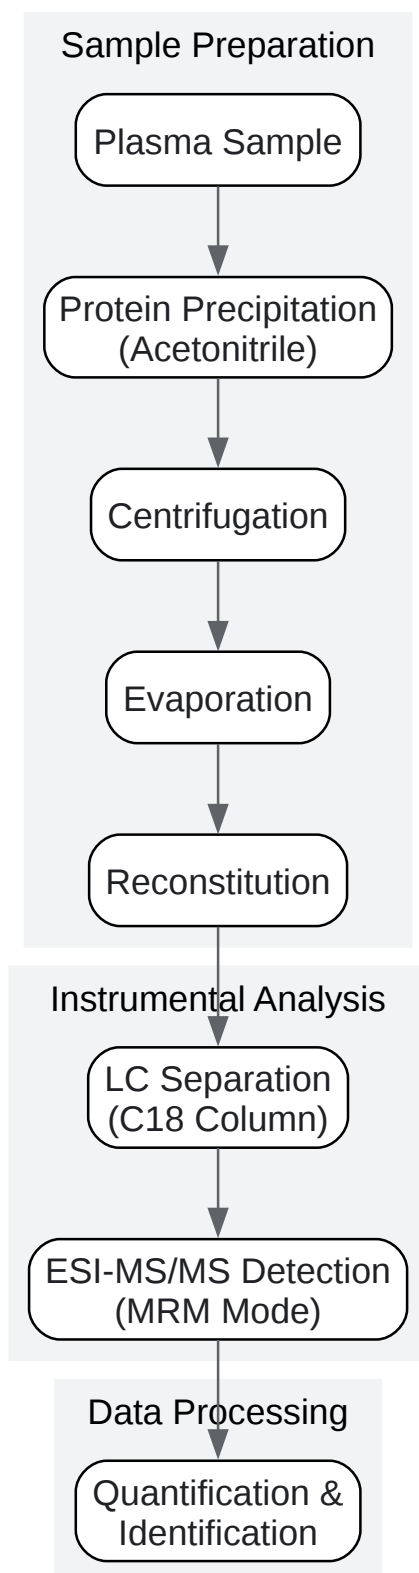 Sample Preparation
Plasma Sample
Protein Precipitation
(Acetonitrile)
Centrifugation
Evaporation
Reconstitution
Instrumental Analysis
LC Separation
(C18 Column)
ESI-MS/MS Detection
(MRM Mode)
Data Processing
Quantification &
Identification